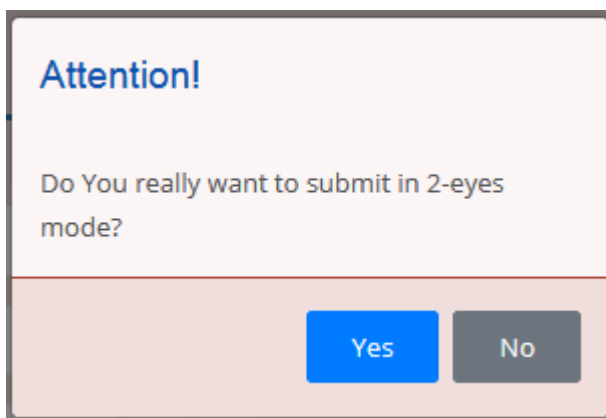 Attention!
Do You really want to submit in 2-eyes
mode?
Yes No